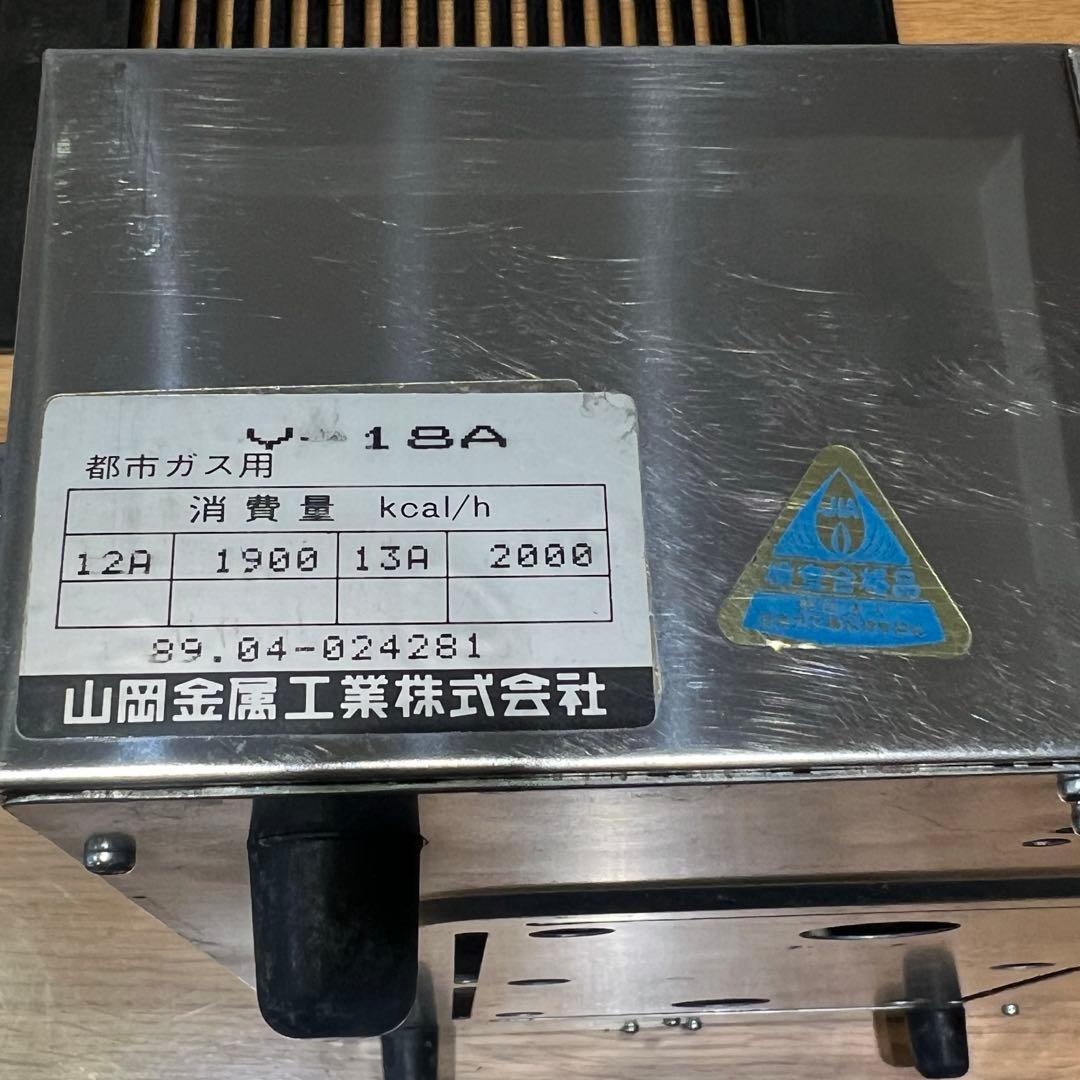 Y-18A
都市ガス用
消費量 kcal/h
12A 1900 13A 2000
89.04-024281
山岡金属工業株式会社
JIA
検査合格品